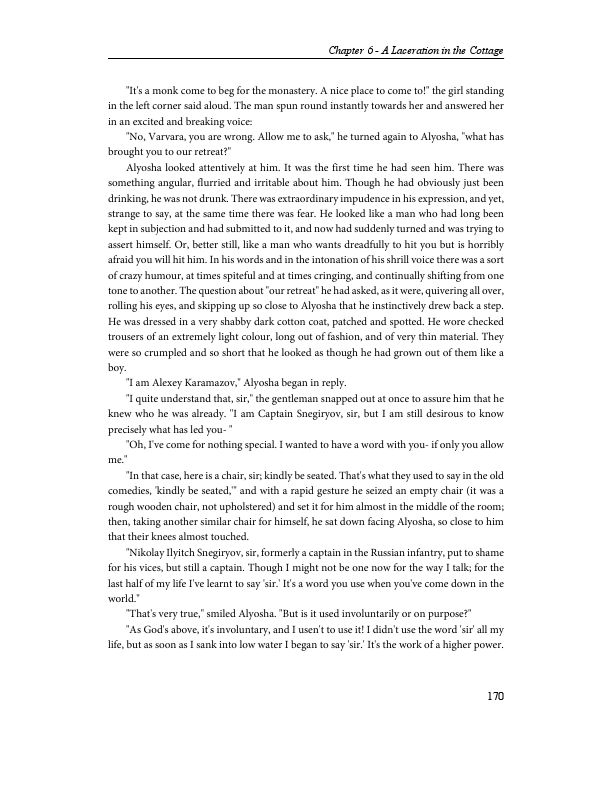 Chapter 6 - A Laceration in the Cottage
"It's a monk come to beg for the monastery. A nice place to come to!" the girl standing
in the left corner said aloud. The man spun round instantly towards her and answered her
in an excited and breaking voice:
"No, Varvara, you are wrong. Allow me to ask," he turned again to Alyosha, "what has
brought you to our retreat?"
Alyosha looked attentively at him. It was the first time he had seen him. There was
something angular, flurried and irritable about him. Though he had obviously just been
drinking, he was not drunk. There was extraordinary impudence in his expression, and yet,
strange to say, at the same time there was fear. He looked like a man who had long been
kept in subjection and had submitted to it, and now had suddenly turned and was trying to
assert himself. Or, better still, like a man who wants dreadfully to hit you but is horribly
afraid you will hit him. In his words and in the intonation of his shrill voice there was a sort
of crazy humour, at times spiteful and at times cringing, and continually shifting from one
tone to another. The question about "our retreat" he had asked, as it were, quivering all over,
rolling his eyes, and skipping up so close to Alyosha that he instinctively drew back a step.
He was dressed in a very shabby dark cotton coat, patched and spotted. He wore checked
trousers of an extremely light colour, long out of fashion, and of very thin material. They
were so crumpled and so short that he looked as though he had grown out of them like a
boy.
"I am Alexey Karamazov," Alyosha began in reply.
"I quite understand that, sir," the gentleman snapped out at once to assure him that he
knew who he was already. "I am Captain Snegiryov, sir, but I am still desirous to know
precisely what has led you- "
"Oh, I've come for nothing special. I wanted to have a word with you- if only you allow
me."
"In that case, here is a chair, sir; kindly be seated. That's what they used to say in the old
comedies, 'kindly be seated,'" and with a rapid gesture he seized an empty chair (it was a
rough wooden chair, not upholstered) and set it for him almost in the middle of the room;
then, taking another similar chair for himself, he sat down facing Alyosha, so close to him
that their knees almost touched.
"Nikolay Ilyitch Snegiryov, sir, formerly a captain in the Russian infantry, put to shame
for his vices, but still a captain. Though I might not be one now for the way I talk; for the
last half of my life I've learnt to say 'sir.' It's a word you use when you've come down in the
world."
"That's very true," smiled Alyosha. "But is it used involuntarily or on purpose?"
"As God's above, it's involuntary, and I usen't to use it! I didn't use the word 'sir' all my
life, but as soon as I sank into low water I began to say 'sir.' It's the work of a higher power.
170